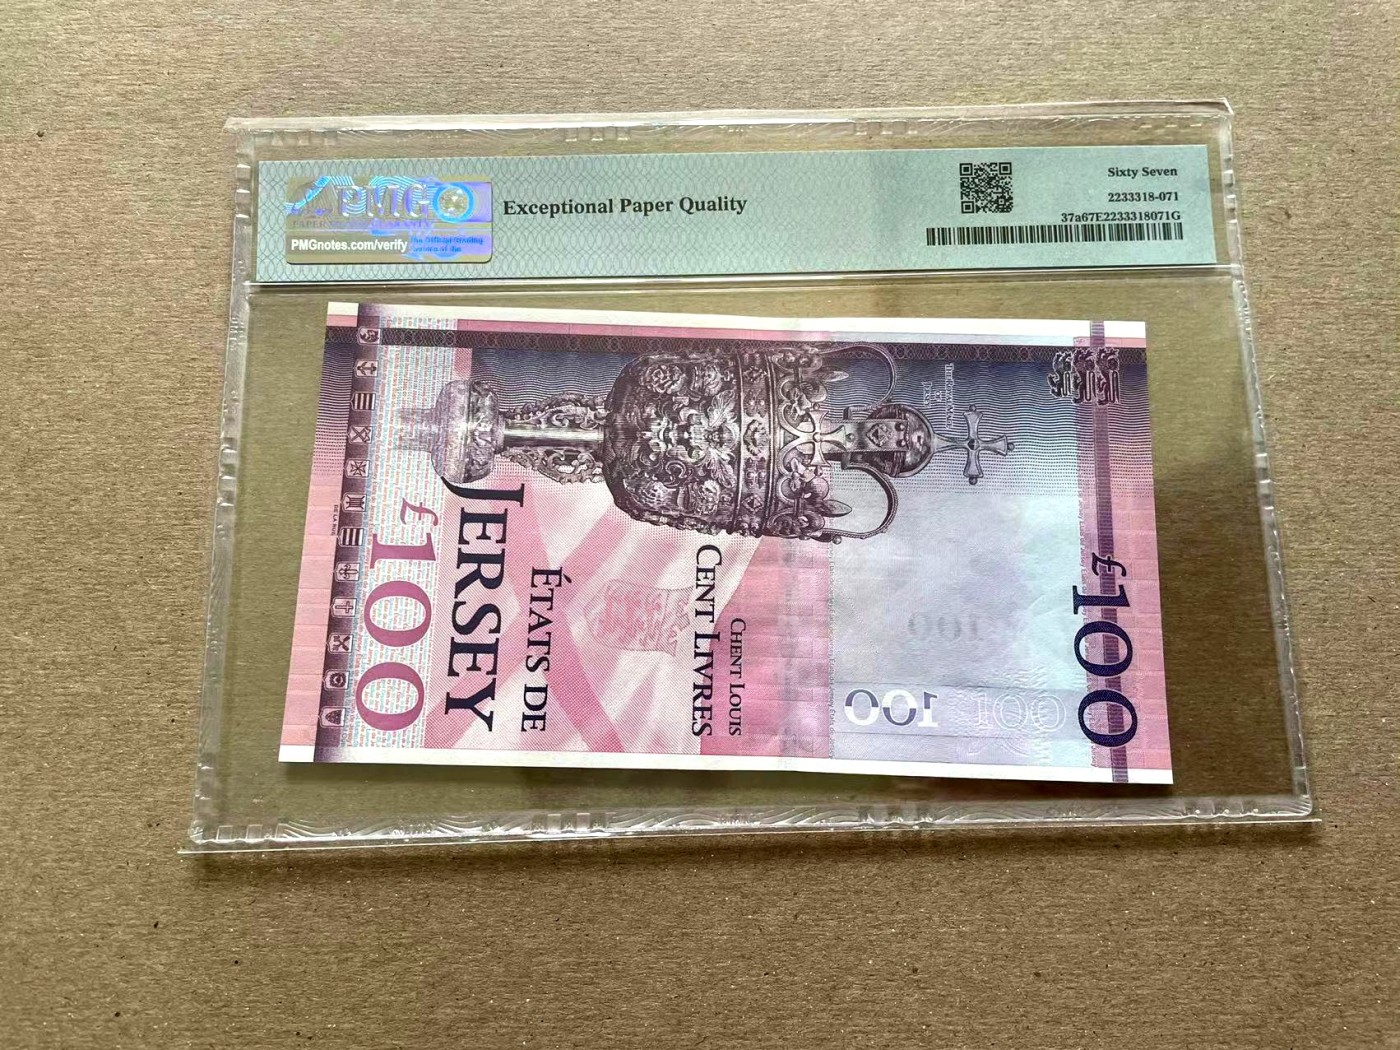 PMG
PMGnotes.com/verify
Exceptional Paper Quality
Sixty Seven
2233318-071
37a67E2233318071G
£100
JERSEY
ÉTATS DE
CENT LIVRES
CHENT LOUIS
100
100
100
£100